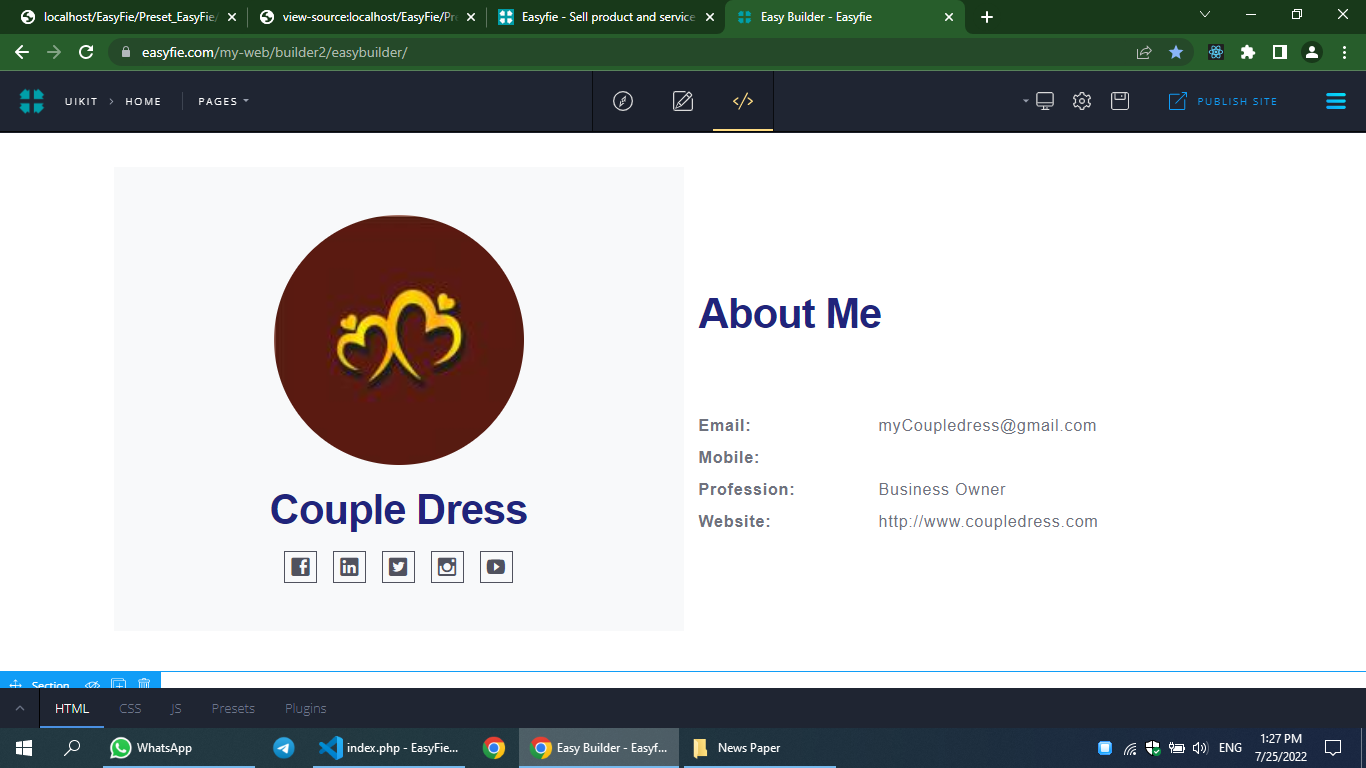 localhost/EasyFie/Preset_EasyFie/
view-source:localhost/EasyFie/Pre
Easyfie - Sell product and service
Easy Builder - Easyfie
easyfie.com/my-web/builder2/easybuilder/
UIKIT > HOME
PAGES
</>
PUBLISH SITE
About Me
Email: myCoupledress@gmail.com
Mobile:
Profession: Business Owner
Website: http://www.coupledress.com
Couple Dress
Section
HTML CSS JS Presets Plugins
WhatsApp
index.php - EasyFie...
Easy Builder - Easyf...
News Paper
ENG
1:27 PM
7/25/2022